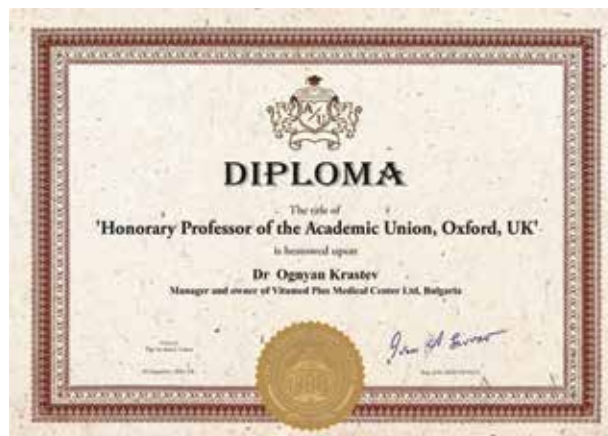 DIPLOMA
The title of
'Honorary Professor of the Academic Union, Oxford, UK'
is bestowed upon
Dr Ognyan Krastev
Manager and owner of Vitamed Plus Medical Center Ltd, Bulgaria